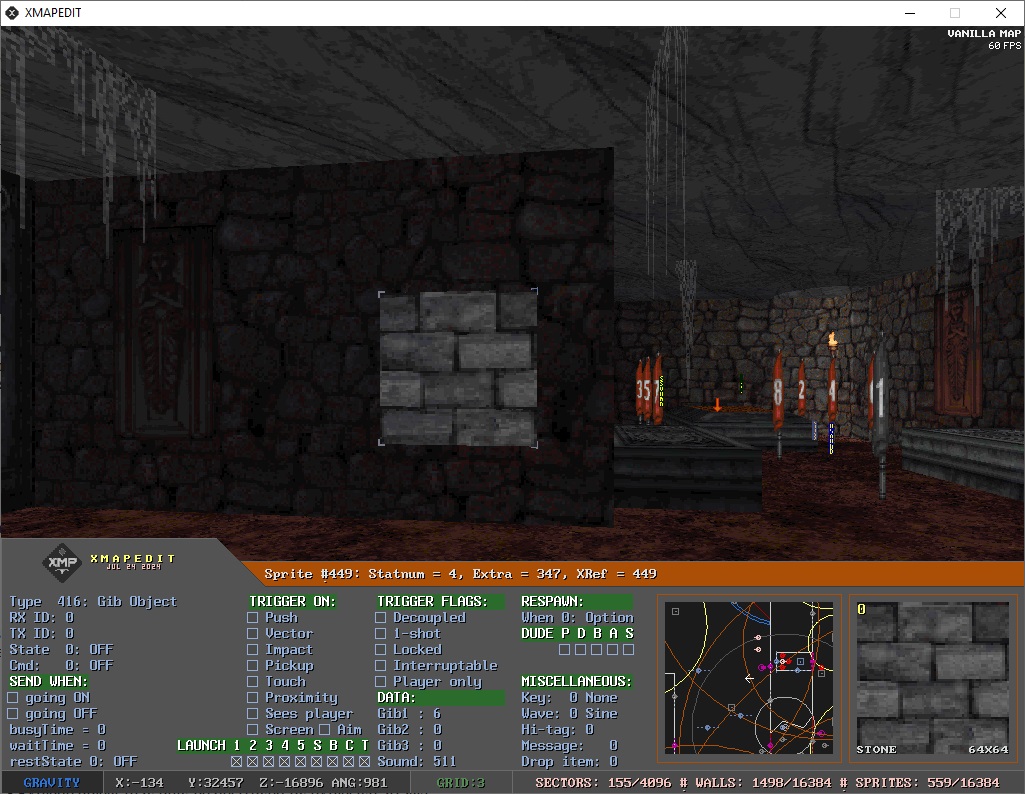 XMAPEDIT
VANILLA MAP
60 FPS
35
8
2
4
1
XMP
XMAPEDIT
JUL 24 2024
Sprite #449: Statnum = 4, Extra = 347, XRef = 449
Type 416: Gib Object
RX ID: 0
TX ID: 0
State 0: OFF
Cmd: 0: OFF
SEND WHEN:
going ON
going OFF
busyTime = 0
waitTime = 0
restState 0: OFF
TRIGGER ON:
Push
Vector
Impact
Pickup
Touch
Proximity
Sees player
Screen Aim
LAUNCH 1 2 3 4 5 S B C T
TRIGGER FLAGS:
Decoupled
1-shot
Locked
Interruptable
Player only
DATA:
Gib1 : 6
Gib2 : 0
Gib3 : 0
Sound: 511
RESPAWN:
When 0: Option
DUDE P D B A S
MISCELLANEOUS:
Key: 0 None
Wave: 0 Sine
Hi-tag: 0
Message: 0
Drop item: 0
0
STONE 64X64
GRAVITY
X:-134 Y:32457 Z:-16896 ANG:981
GRID:3
SECTORS: 155/4096 # WALLS: 1498/16384 # SPRITES: 559/16384